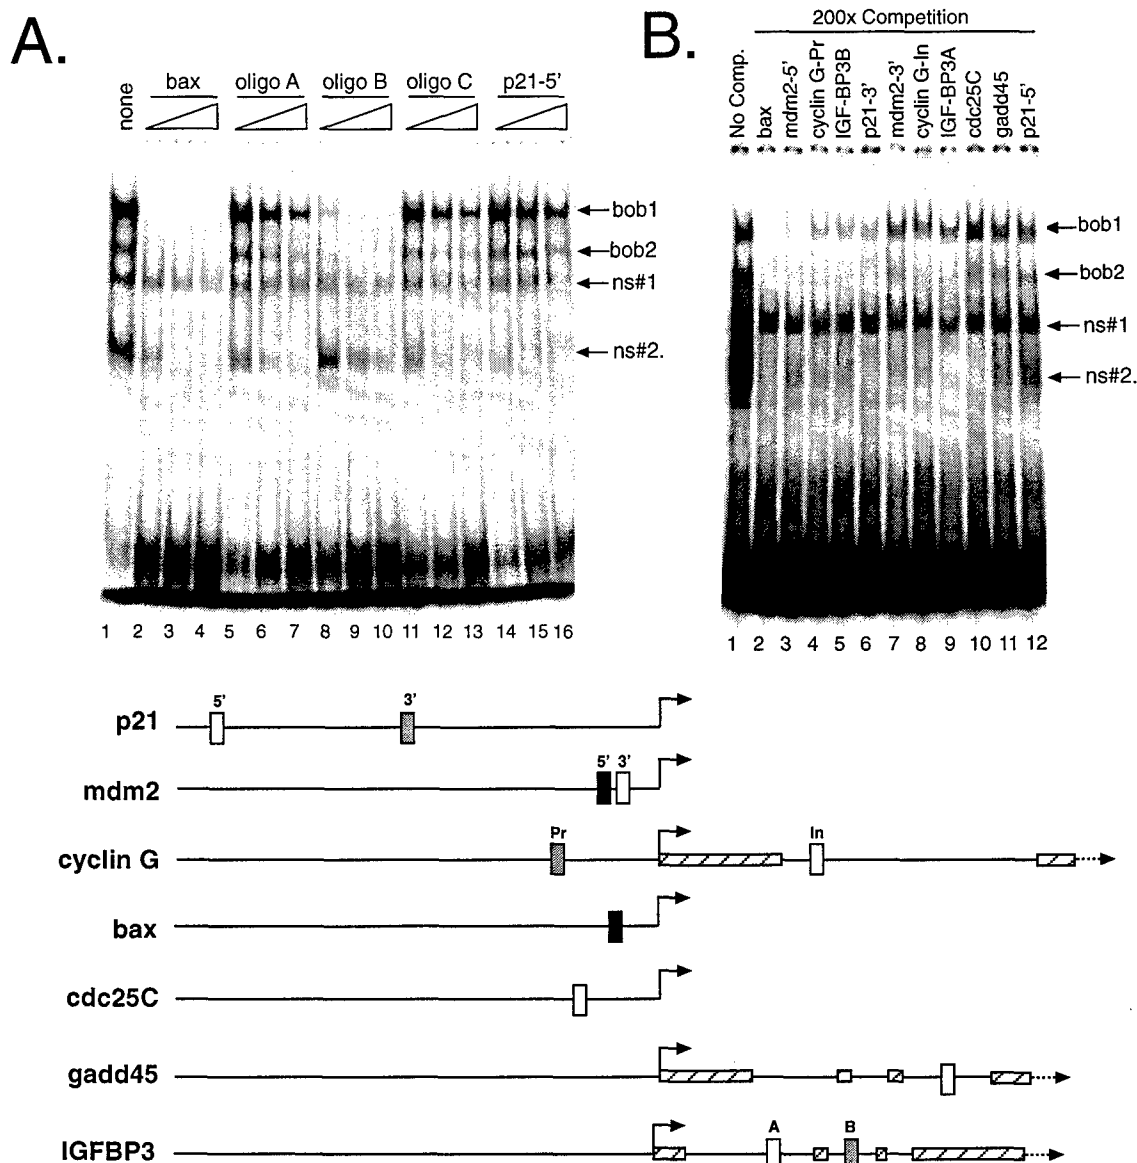 A.
none bax oligo A oligo B oligo C p21-5'
bob1
bob2
ns#1
ns#2.
1 2 3 4 5 6 7 8 9 10 11 12 13 14 15 16
B.
200x Competition
No Comp. bax mdm2-5' cyclin G-Pr IGF-BP3B p21-3' mdm2-3' cyclin G-In IGF-BP3A cdc25C gadd45 p21-5'
bob1
bob2
ns#1
ns#2.
1 2 3 4 5 6 7 8 9 10 11 12
5' 3'
p21
5' 3'
mdm2
Pr In
cyclin G
bax
cdc25C
gadd45
A B
IGFBP3